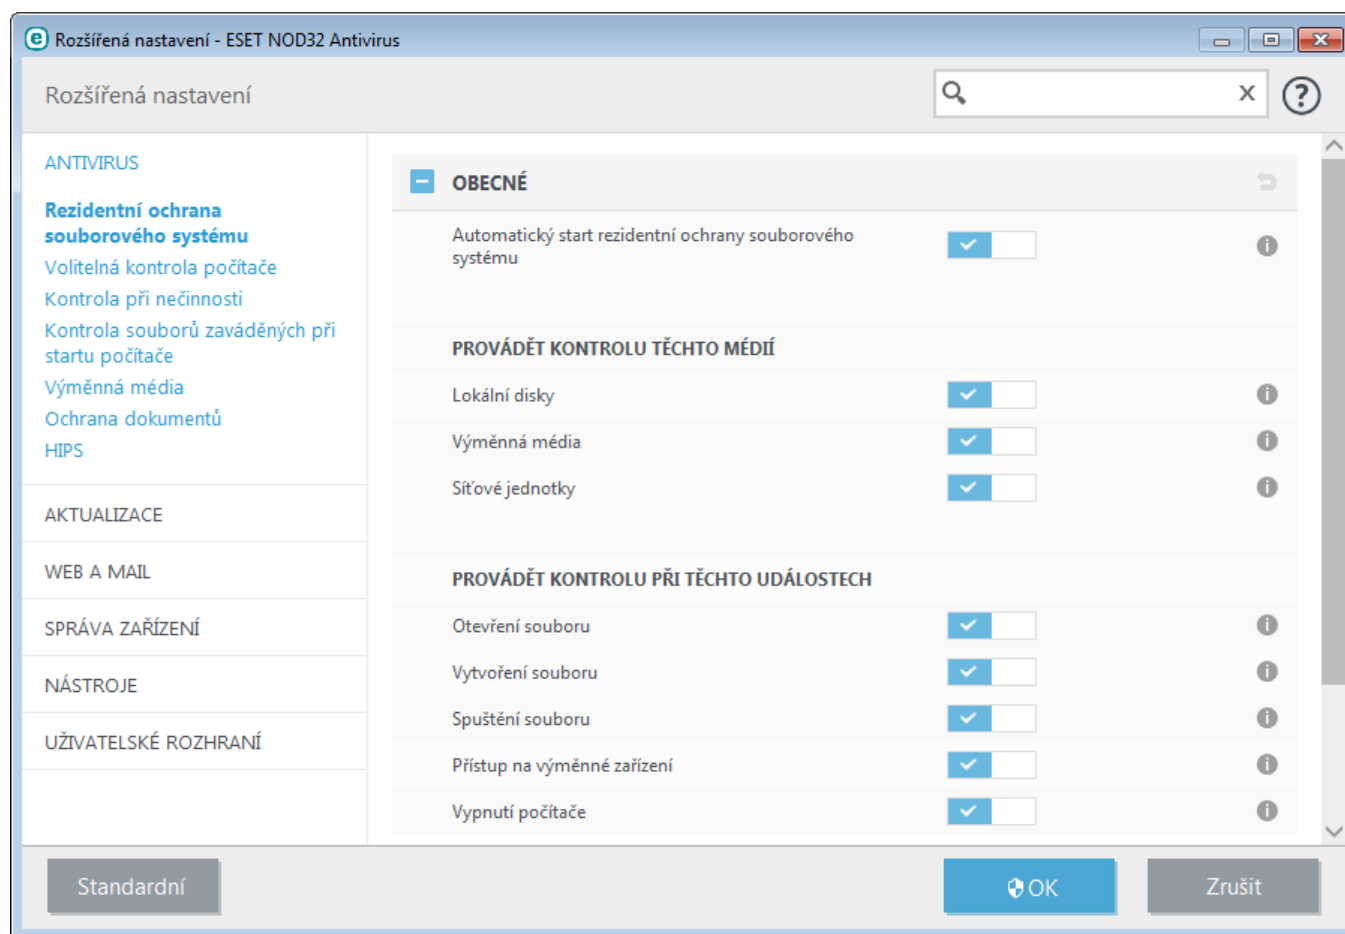 Rozšířená nastavení - ESET NOD32 Antivirus
Rozšířená nastavení
ANTIVIRUS
Rezidentní ochrana
souborového systému
Volitelná kontrola počítače
Kontrola při nečinnosti
Kontrola souborů zaváděných při
startu počítače
Výměnná média
Ochrana dokumentů
HIPS
AKTUALIZACE
WEB A MAIL
SPRÁVA ZAŘÍZENÍ
NÁSTROJE
UŽIVATELSKÉ ROZHRANÍ
OBECNÉ
Automatický start rezidentní ochrany souborového
systému
PROVÁDĚT KONTROLU TĚCHTO MÉDIÍ
Lokální disky
Výměnná média
Síťové jednotky
PROVÁDĚT KONTROLU PŘI TĚCHTO UDÁLOSTECH
Otevření souboru
Vytvoření souboru
Spuštění souboru
Přístup na výměnné zařízení
Vypnutí počítače
Standardní
OK
Zrušit